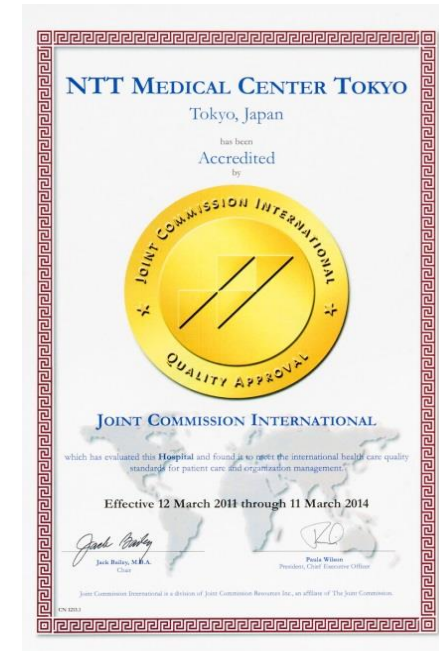 NTT MEDICAL CENTER TOKYO
Tokyo, Japan
has been
Accredited
by
JOINT COMMISSION INTERNATIONAL
QUALITY APPROVAL
JOINT COMMISSION INTERNATIONAL
which has evaluated this Hospital and found it to meet the international health care quality
standards for patient care and organization management.
Effective 12 March 2011 through 11 March 2014
Jack Bailey
Jack Bailey, M.B.A.
Chair
Paula Wilson
President, Chief Executive Officer
Joint Commission International is a division of Joint Commission Resources Inc., an affiliate of The Joint Commission.